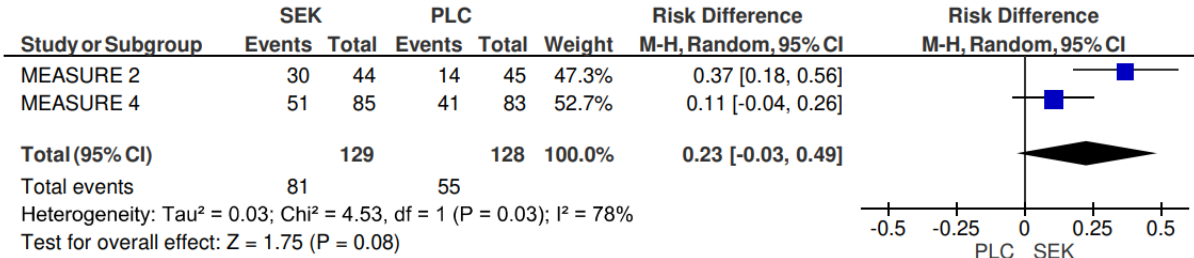 SEK PLC Risk Difference Risk Difference
Study or Subgroup Events Total Events Total Weight M-H, Random, 95% CI M-H, Random, 95% CI
MEASURE 2 30 44 14 45 47.3% 0.37 [0.18, 0.56]
MEASURE 4 51 85 41 83 52.7% 0.11 [-0.04, 0.26]
Total (95% CI) 129 128 100.0% 0.23 [-0.03, 0.49]
Total events 81 55
Heterogeneity: Tau² = 0.03; Chi² = 4.53, df = 1 (P = 0.03); I² = 78%
Test for overall effect: Z = 1.75 (P = 0.08)
-0.5 -0.25 0 0.25 0.5
PLC SEK